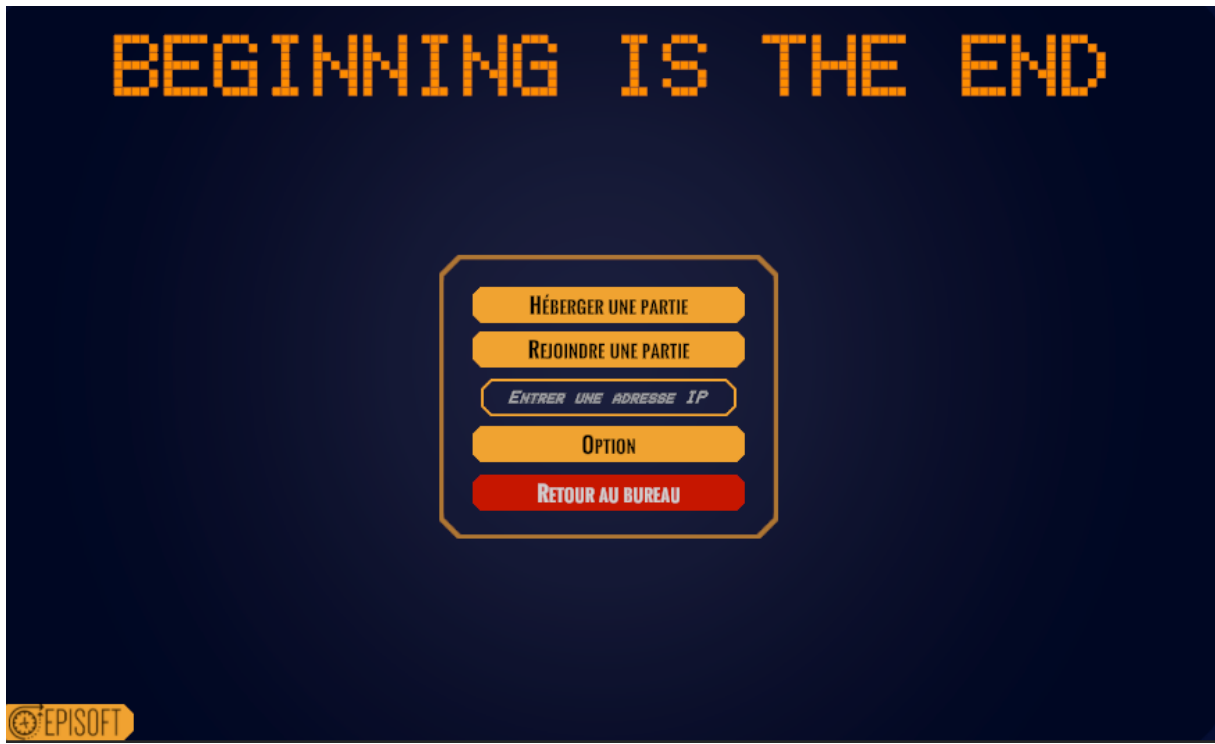 BEGINNING IS THE END
HÉBERGER UNE PARTIE
REJOINDRE UNE PARTIE
ENTRER UNE ADRESSE IP
OPTION
RETOUR AU BUREAU
EPISOFT